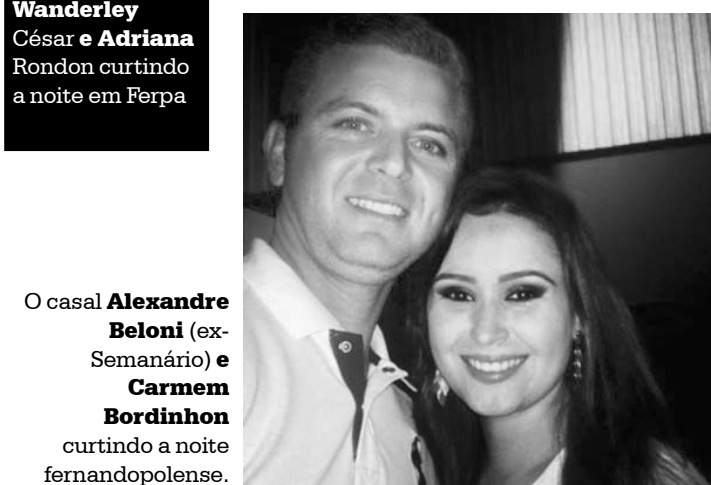 Wanderley
César e Adriana
Rondon curtindo
a noite em Ferpa
O casal Alexandre
Beloni (ex-
Semanário) e
Carmem
Bordinhon
curtindo a noite
fernandopolense.